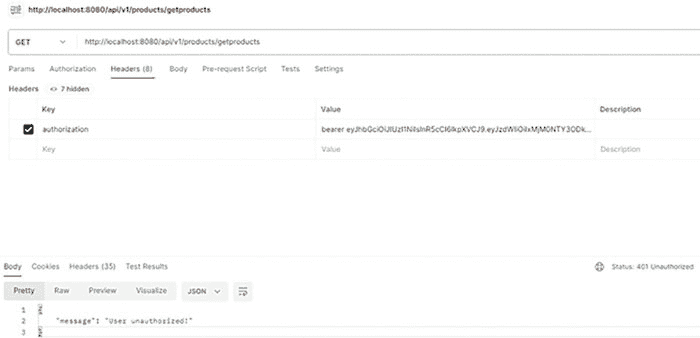 http://localhost:8080/api/v1/products/getproducts
GET http://localhost:8080/api/v1/products/getproducts
Params Authorization Headers (8) Body Pre-request Script Tests Settings
Headers 7 hidden
Key Value Description
authorization bearer
Key Value Description
Body Cookies Headers (35) Test Results Status: 401 Unauthorized
Pretty Raw Preview Visualize JSON
1
2 "message": "User unauthorized!"
3